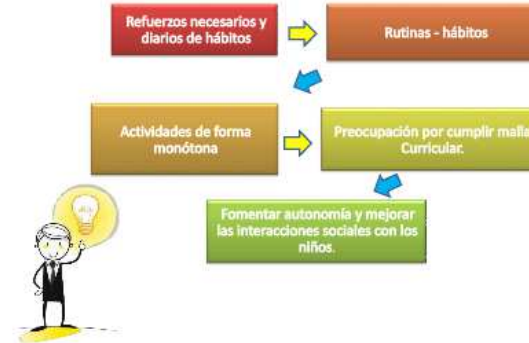 Refuerzos necesarios y
diarios de hábitos
Rutinas - hábitos
Actividades de forma
monótona
Preocupación por cumplir malla
Curricular.
Fomentar autonomía y mejorar
las interacciones sociales con los
niños.